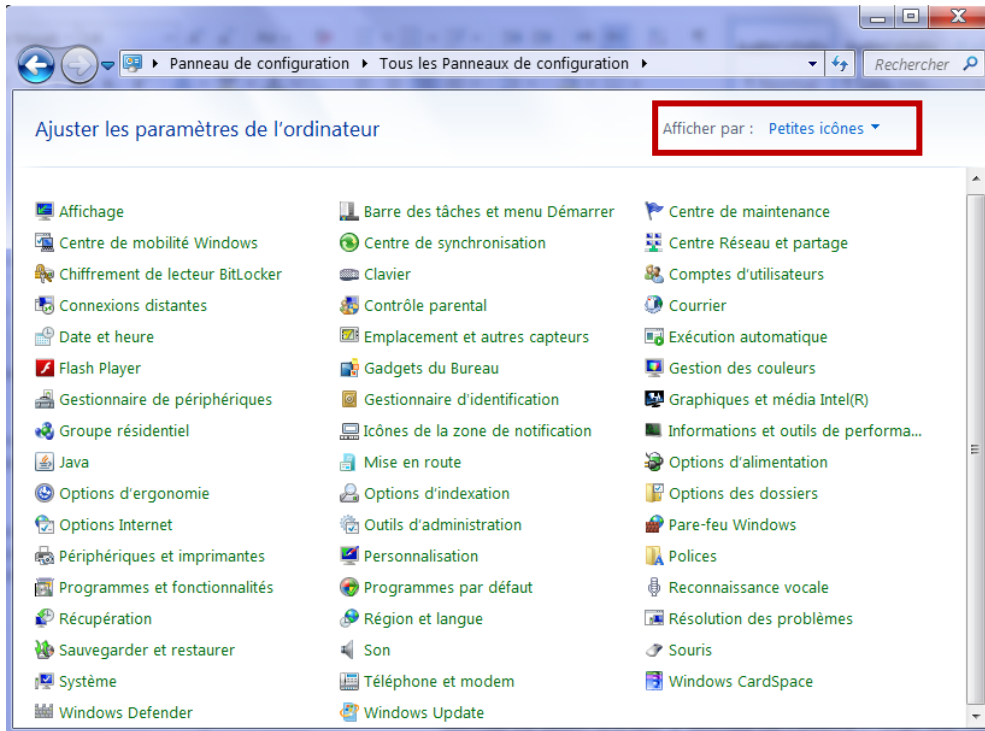 Panneau de configuration Tous les Panneaux de configuration Rechercher
Ajuster les paramètres de l'ordinateur Afficher par : Petites icônes
Affichage Barre des tâches et menu Démarrer Centre de maintenance
Centre de mobilité Windows Centre de synchronisation Centre Réseau et partage
Chiffrement de lecteur BitLocker Clavier Comptes d'utilisateurs
Connexions distantes Contrôle parental Courrier
Date et heure Emplacement et autres capteurs Exécution automatique
Flash Player Gadgets du Bureau Gestion des couleurs
Gestionnaire de périphériques Gestionnaire d'identification Graphiques et média Intel(R)
Groupe résidentiel Icônes de la zone de notification Informations et outils de performa...
Java Mise en route Options d'alimentation
Options d'ergonomie Options d'indexation Options des dossiers
Options Internet Outils d'administration Pare-feu Windows
Périphériques et imprimantes Personnalisation Polices
Programmes et fonctionnalités Programmes par défaut Reconnaissance vocale
Récupération Région et langue Résolution des problèmes
Sauvegarder et restaurer Son Souris
Système Téléphone et modem Windows CardSpace
Windows Defender Windows Update